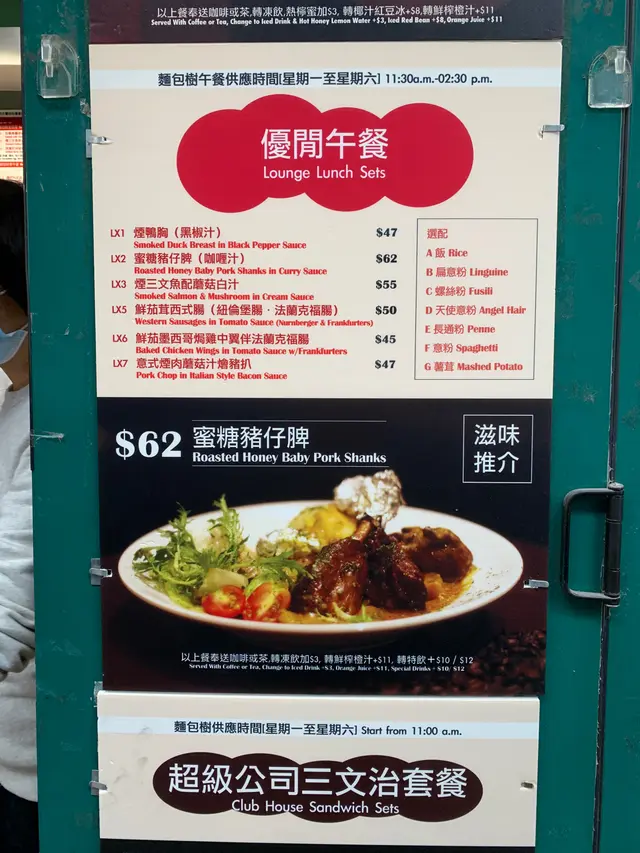 以上餐奉送咖啡或茶,轉凍飲,熱檸蜜加$3, 轉椰汁紅豆冰+$8,轉鮮榨橙汁+$11
Served With Coffee or Tea, Change to Iced Drink & Hot Honey Lemon Water +$3, Iced Red Bean +$8, Orange Juice +$11
麵包樹午餐供應時間[星期一至星期六] 11:30a.m.-02:30 p.m.
優閒午餐
Lounge Lunch Sets
LX1 煙鴨胸（黑椒汁） $47
Smoked Duck Breast in Black Pepper Sauce
LX2 蜜糖豬仔髀（咖喱汁） $62
Roasted Honey Baby Pork Shanks in Curry Sauce
LX3 煙三文魚配蘑菇白汁 $55
Smoked Salmon & Mushroom in Cream Sauce
LX5 鮮茄茸西式腸（紐倫堡腸．法蘭克福腸） $50
Western Sausages in Tomato Sauce (Nurnberger & Frankfurters)
LX6 鮮茄墨西哥焗雞中翼伴法蘭克福腸 $45
Baked Chicken Wings in Tomato Sauce w/Frankfurters
LX7 意式煙肉蘑菇汁燴豬扒 $47
Pork Chop in Italian Style Bacon Sauce
選配
A 飯 Rice
B 扁意粉 Linguine
C 螺絲粉 Fusili
D 天使意粉 Angel Hair
E 長通粉 Penne
F 意粉 Spaghetti
G 薯茸 Mashed Potato
$62 蜜糖豬仔髀
Roasted Honey Baby Pork Shanks
滋味
推介
以上餐奉送咖啡或茶,轉凍飲加$3, 轉鮮榨橙汁+$11, 轉特飲＋$10 / $12
Served With Coffee or Tea, Change to Iced Drink +$3, Orange Juice +$11, Special Drinks + $10/ $12
麵包樹供應時間[星期一至星期六] Start from 11:00 a.m.
超級公司三文治套餐
Club House Sandwich Sets